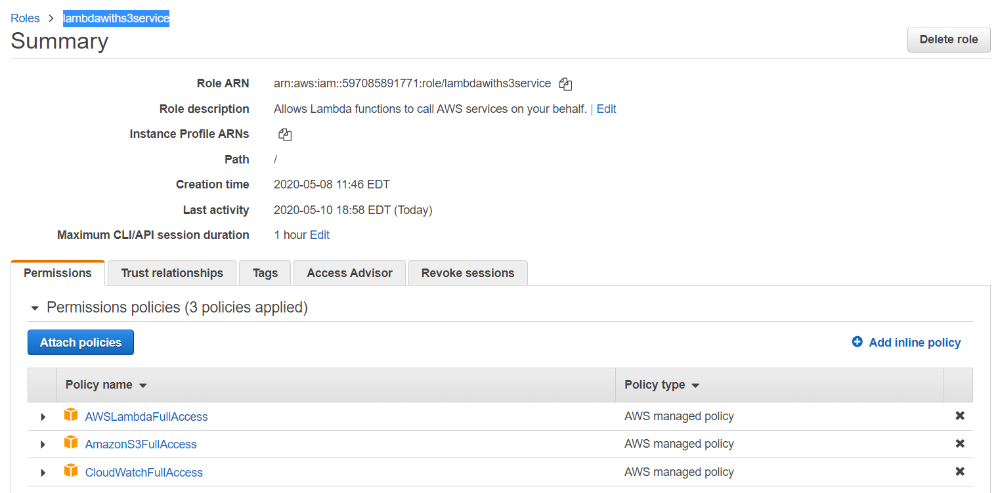 Roles > lambdawiths3service
Summary
Delete role
Role ARN arn:aws:iam::597085891771:role/lambdawiths3service
Role description Allows Lambda functions to call AWS services on your behalf. | Edit
Instance Profile ARNs
Path /
Creation time 2020-05-08 11:46 EDT
Last activity 2020-05-10 18:58 EDT (Today)
Maximum CLI/API session duration 1 hour Edit
Permissions Trust relationships Tags Access Advisor Revoke sessions
Permissions policies (3 policies applied)
Attach policies Add inline policy
Policy name Policy type
AWSLambdaFullAccess AWS managed policy
AmazonS3FullAccess AWS managed policy
CloudWatchFullAccess AWS managed policy